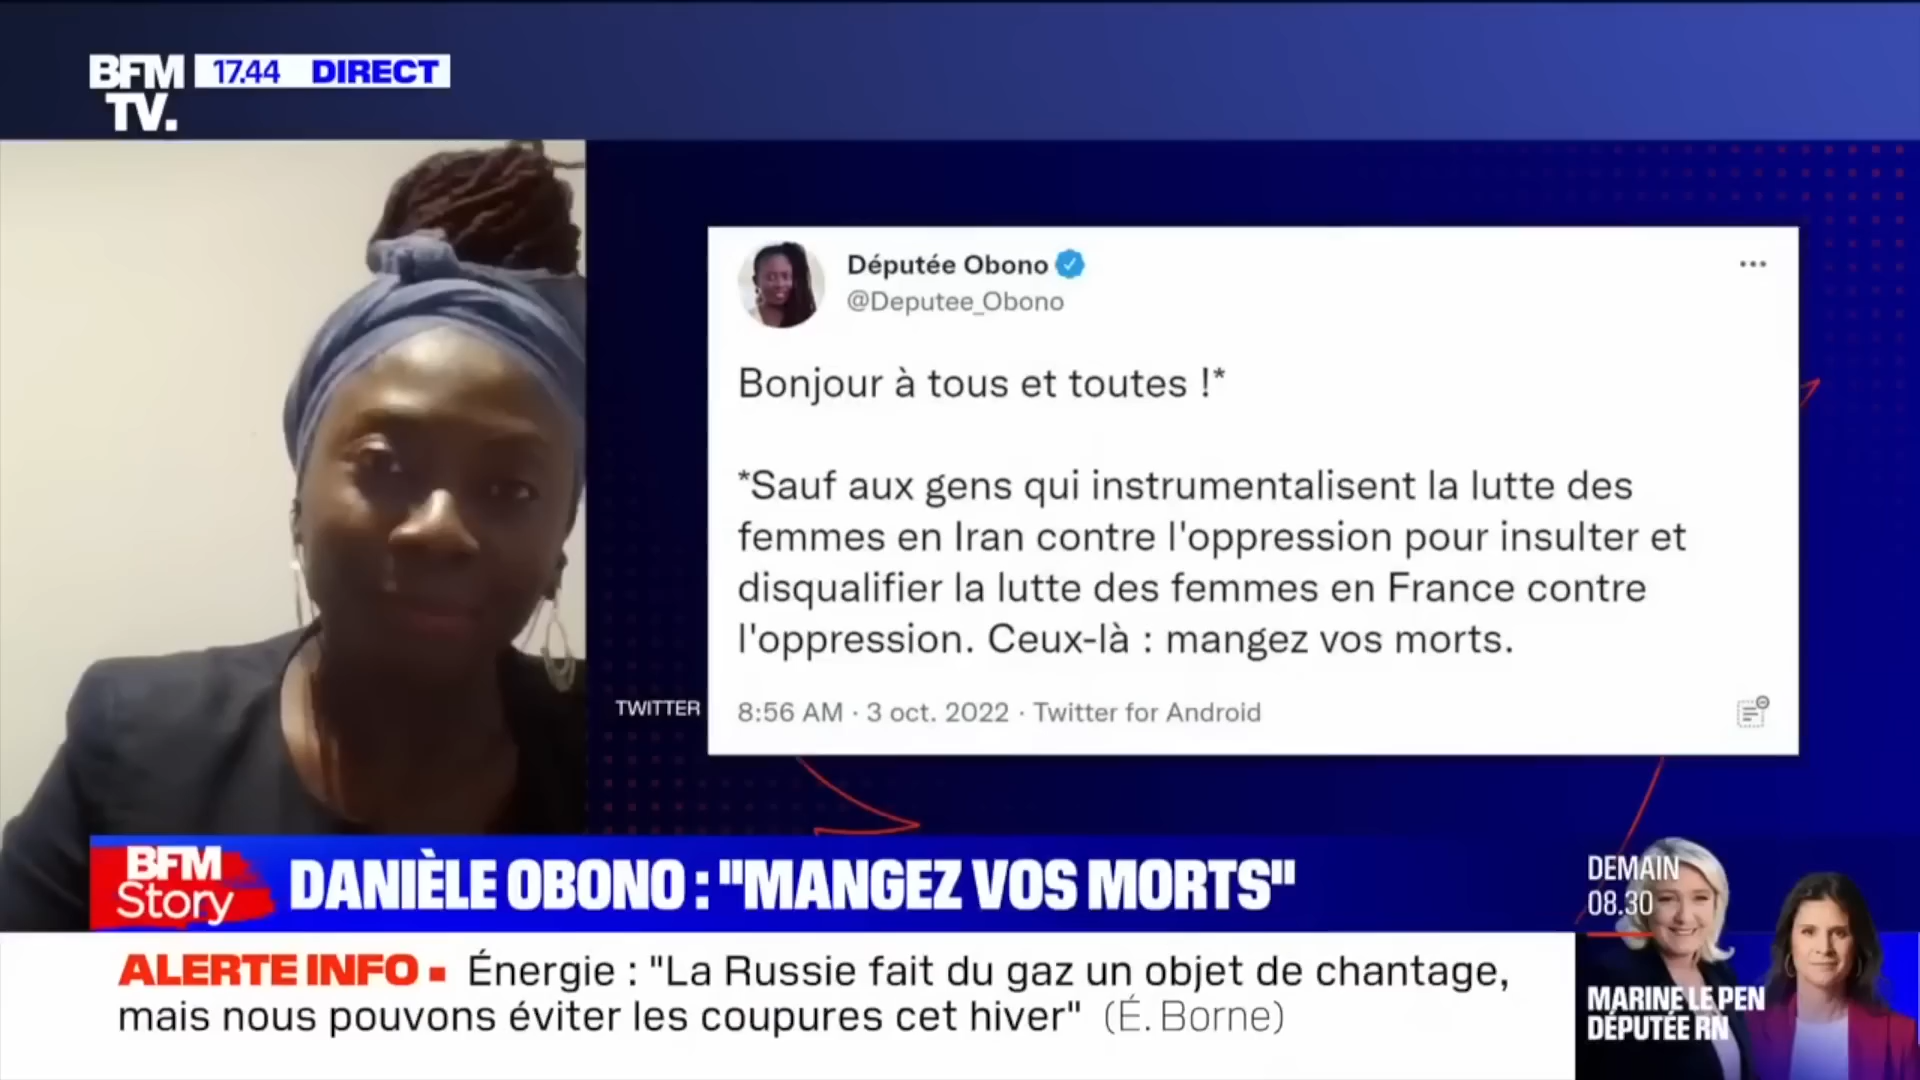 BFM
TV.
17.44 DIRECT
Députée Obono
@Deputee_Obono
Bonjour à tous et toutes !*
*Sauf aux gens qui instrumentalisent la lutte des
femmes en Iran contre l'oppression pour insulter et
disqualifier la lutte des femmes en France contre
l'oppression. Ceux-là : mangez vos morts.
TWITTER
8:56 AM · 3 oct. 2022 · Twitter for Android
BFM
Story
DANIÈLE OBONO : "MANGEZ VOS MORTS"
DEMAIN
08.30
MARINE LE PEN
DÉPUTÉE RN
ALERTE INFO ▪ Énergie : "La Russie fait du gaz un objet de chantage,
mais nous pouvons éviter les coupures cet hiver" (É. Borne)